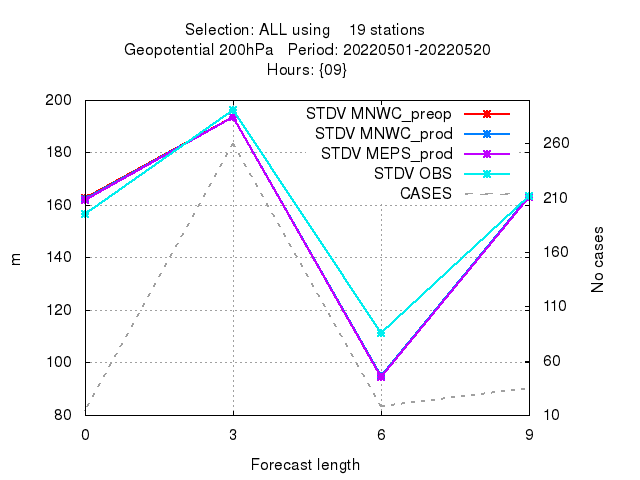 Selection: ALL using    19 stations
Geopotential 200hPa   Period: 20220501-20220520
Hours: {09}
200
180
160
140
120
100
80
m
STDV MNWC_preop
STDV MNWC_prod
STDV MEPS_prod
STDV OBS
CASES
260
210
160
110
60
10
No cases
0 3 6 9
Forecast length